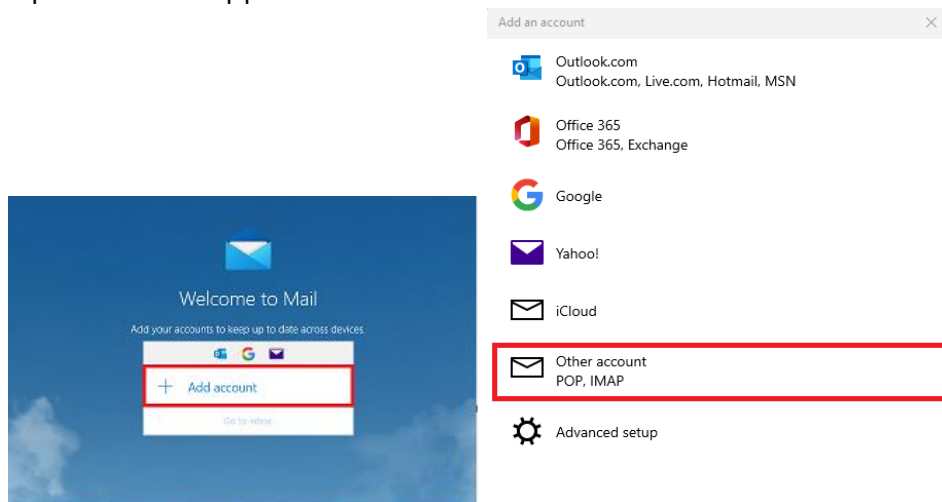 Welcome to Mail
Add your accounts to keep up to date across devices.
Add account
Go to inbox
Add an account
Outlook.com
Outlook.com, Live.com, Hotmail, MSN
Office 365
Office 365, Exchange
Google
Yahoo!
iCloud
Other account
POP, IMAP
Advanced setup